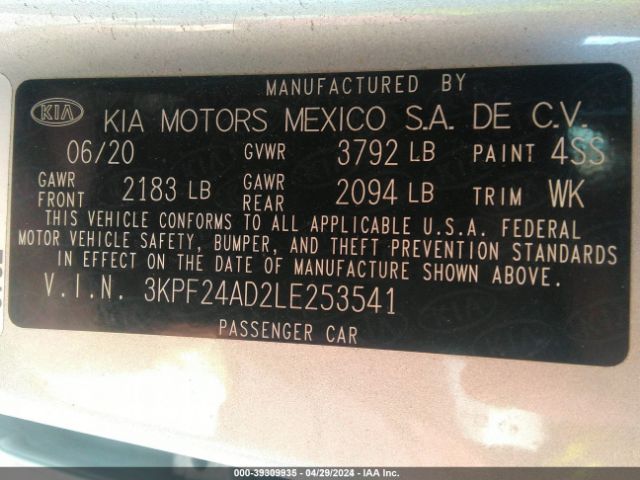 MANUFACTURED BY
KIA KIA MOTORS MEXICO S.A. DE C.V.
06/20 GVWR 3792 LB PAINT 4SS
GAWR FRONT 2183 LB GAWR REAR 2094 LB TRIM WK
THIS VEHICLE CONFORMS TO ALL APPLICABLE U.S.A. FEDERAL
MOTOR VEHICLE SAFETY, BUMPER, AND THEFT PREVENTION STANDARDS
IN EFFECT ON THE DATE OF MANUFACTURE SHOWN ABOVE.
V.I.N. 3KPF24AD2LE253541
PASSENGER CAR
000-39309935 - 04/29/2024 - IAA Inc.